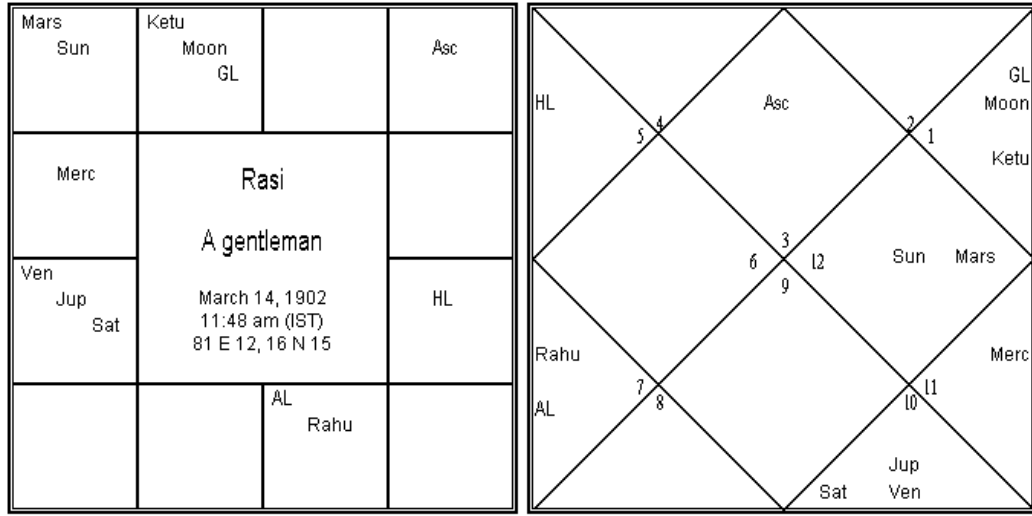 Mars
Sun
Ketu
Moon
GL
Asc
Merc
Rasi
A gentleman
March 14, 1902
11:48 am (IST)
81 E 12, 16 N 15
Ven
Jup
Sat
HL
AL
Rahu
HL
Asc
GL
Moon
Ketu
4
5
2
1
3
6
12
9
Sun Mars
Rahu
AL
Merc
7
8
11
10
Jup
Sat Ven